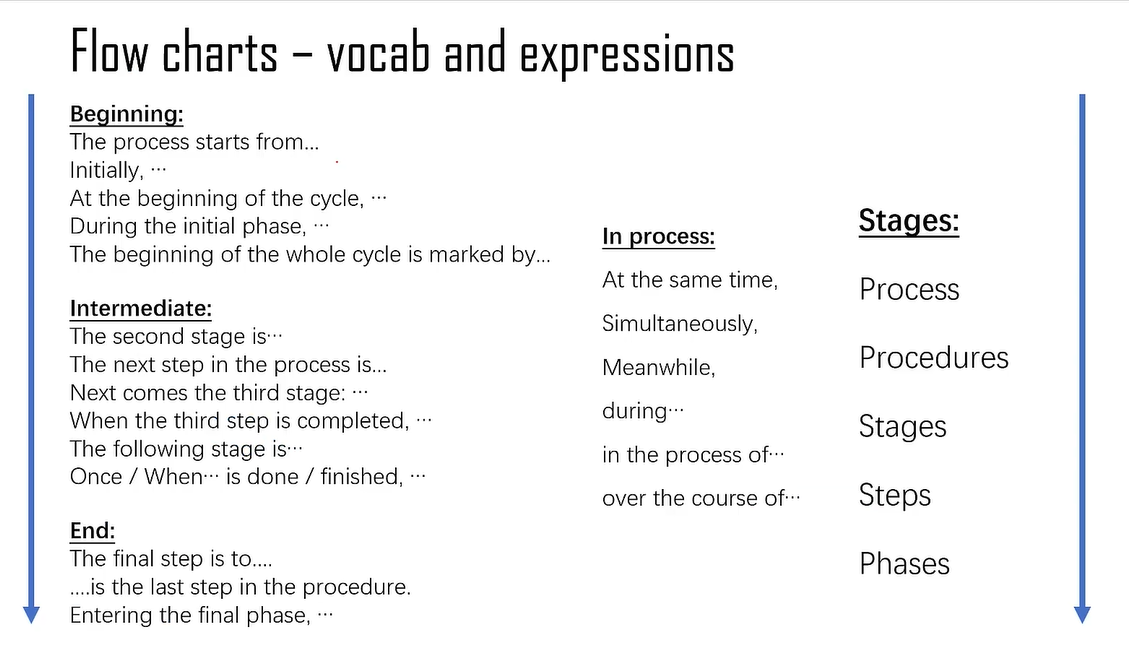 Flow charts – vocab and expressions
Beginning:
The process starts from...
Initially, ···
At the beginning of the cycle, ···
During the initial phase, ···
The beginning of the whole cycle is marked by...
Intermediate:
The second stage is···
The next step in the process is...
Next comes the third stage: ···
When the third step is completed, ···
The following stage is···
Once / When··· is done / finished, ···
End:
The final step is to....
....is the last step in the procedure.
Entering the final phase, ···
In process:
At the same time,
Simultaneously,
Meanwhile,
during···
in the process of···
over the course of···
Stages:
Process
Procedures
Stages
Steps
Phases